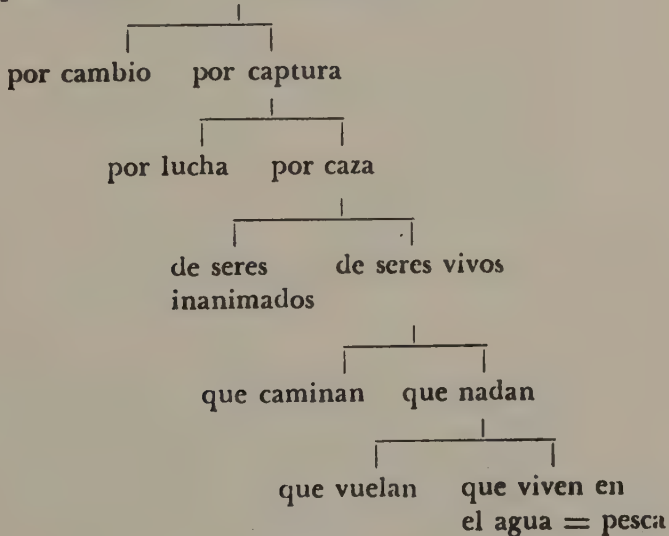 por cambio por captura
por lucha por caza
de seres de seres vivos
inanimados
que caminan que nadan
que vuelan que viven en
el agua = pesca